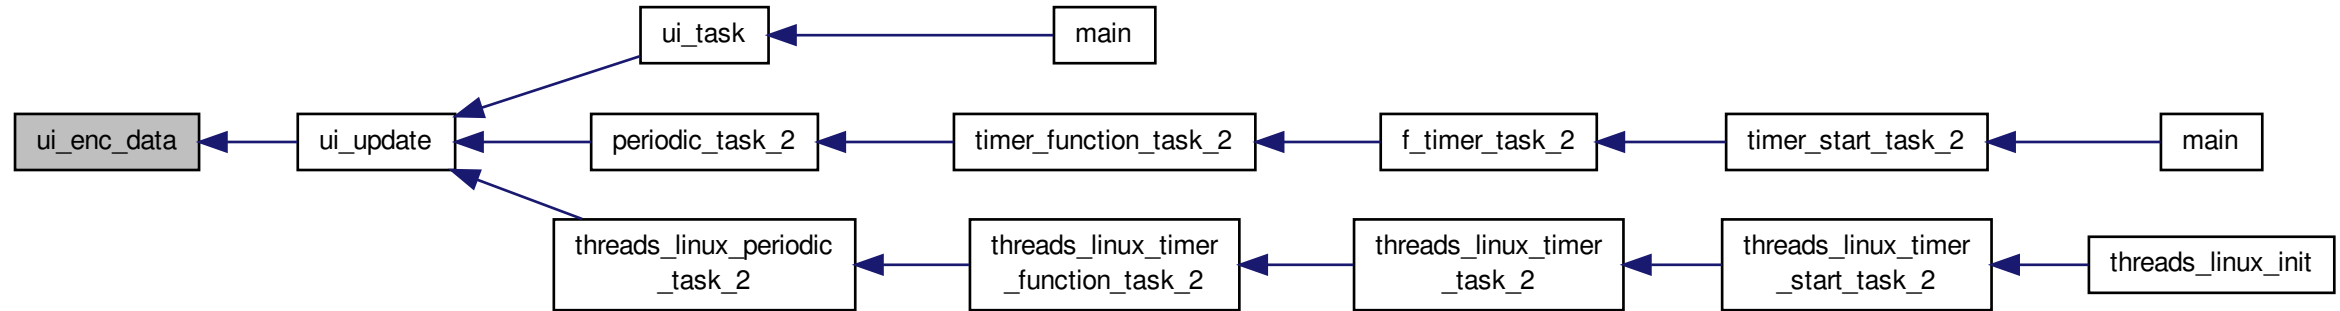 ui_task
main
ui_enc_data
ui_update
periodic_task_2
timer_function_task_2
f_timer_task_2
timer_start_task_2
main
threads_linux_periodic
_task_2
threads_linux_timer
_function_task_2
threads_linux_timer
_task_2
threads_linux_timer
_start_task_2
threads_linux_init